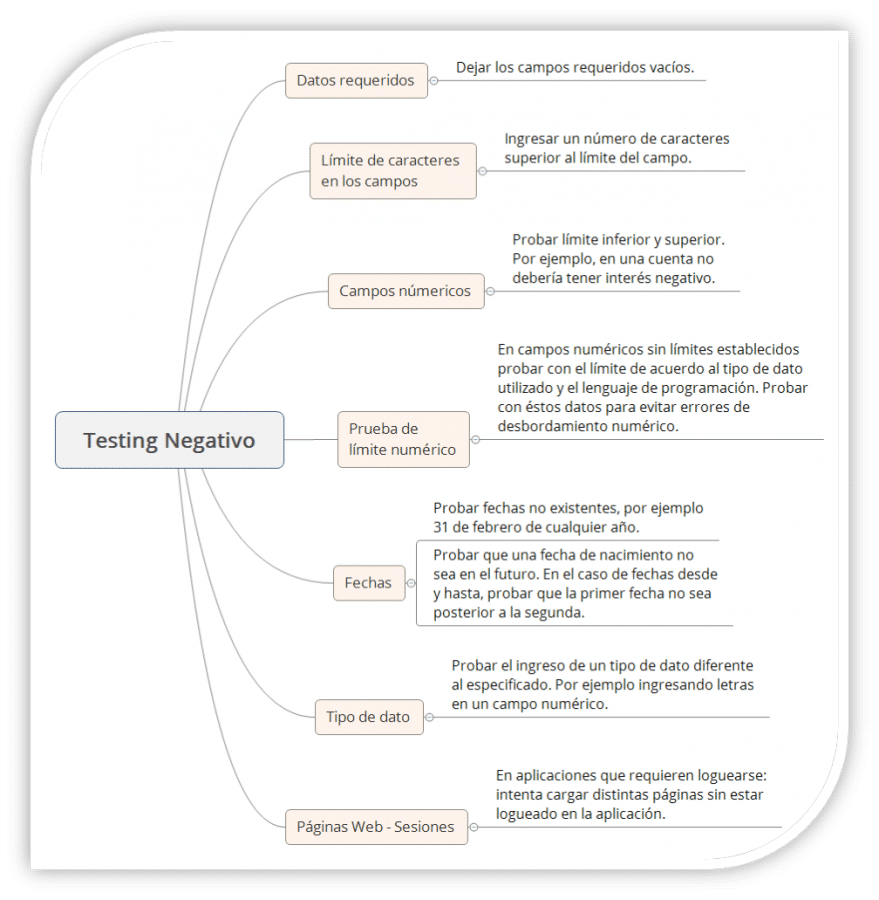 Datos requeridos
Dejar los campos requeridos vacíos.
Límite de caracteres
en los campos
Ingresar un número de caracteres
superior al límite del campo.
Campos númericos
Probar límite inferior y superior.
Por ejemplo, en una cuenta no
debería tener interés negativo.
Testing Negativo
Prueba de
límite numérico
En campos numéricos sin límites establecidos
probar con el límite de acuerdo al tipo de dato
utilizado y el lenguaje de programación. Probar
con éstos datos para evitar errores de
desbordamiento numérico.
Fechas
Probar fechas no existentes, por ejemplo
31 de febrero de cualquier año.
Probar que una fecha de nacimiento no
sea en el futuro. En el caso de fechas desde
y hasta, probar que la primer fecha no sea
posterior a la segunda.
Tipo de dato
Probar el ingreso de un tipo de dato diferente
al especificado. Por ejemplo ingresando letras
en un campo numérico.
Páginas Web - Sesiones
En aplicaciones que requieren loguearse:
intenta cargar distintas páginas sin estar
logueado en la aplicación.